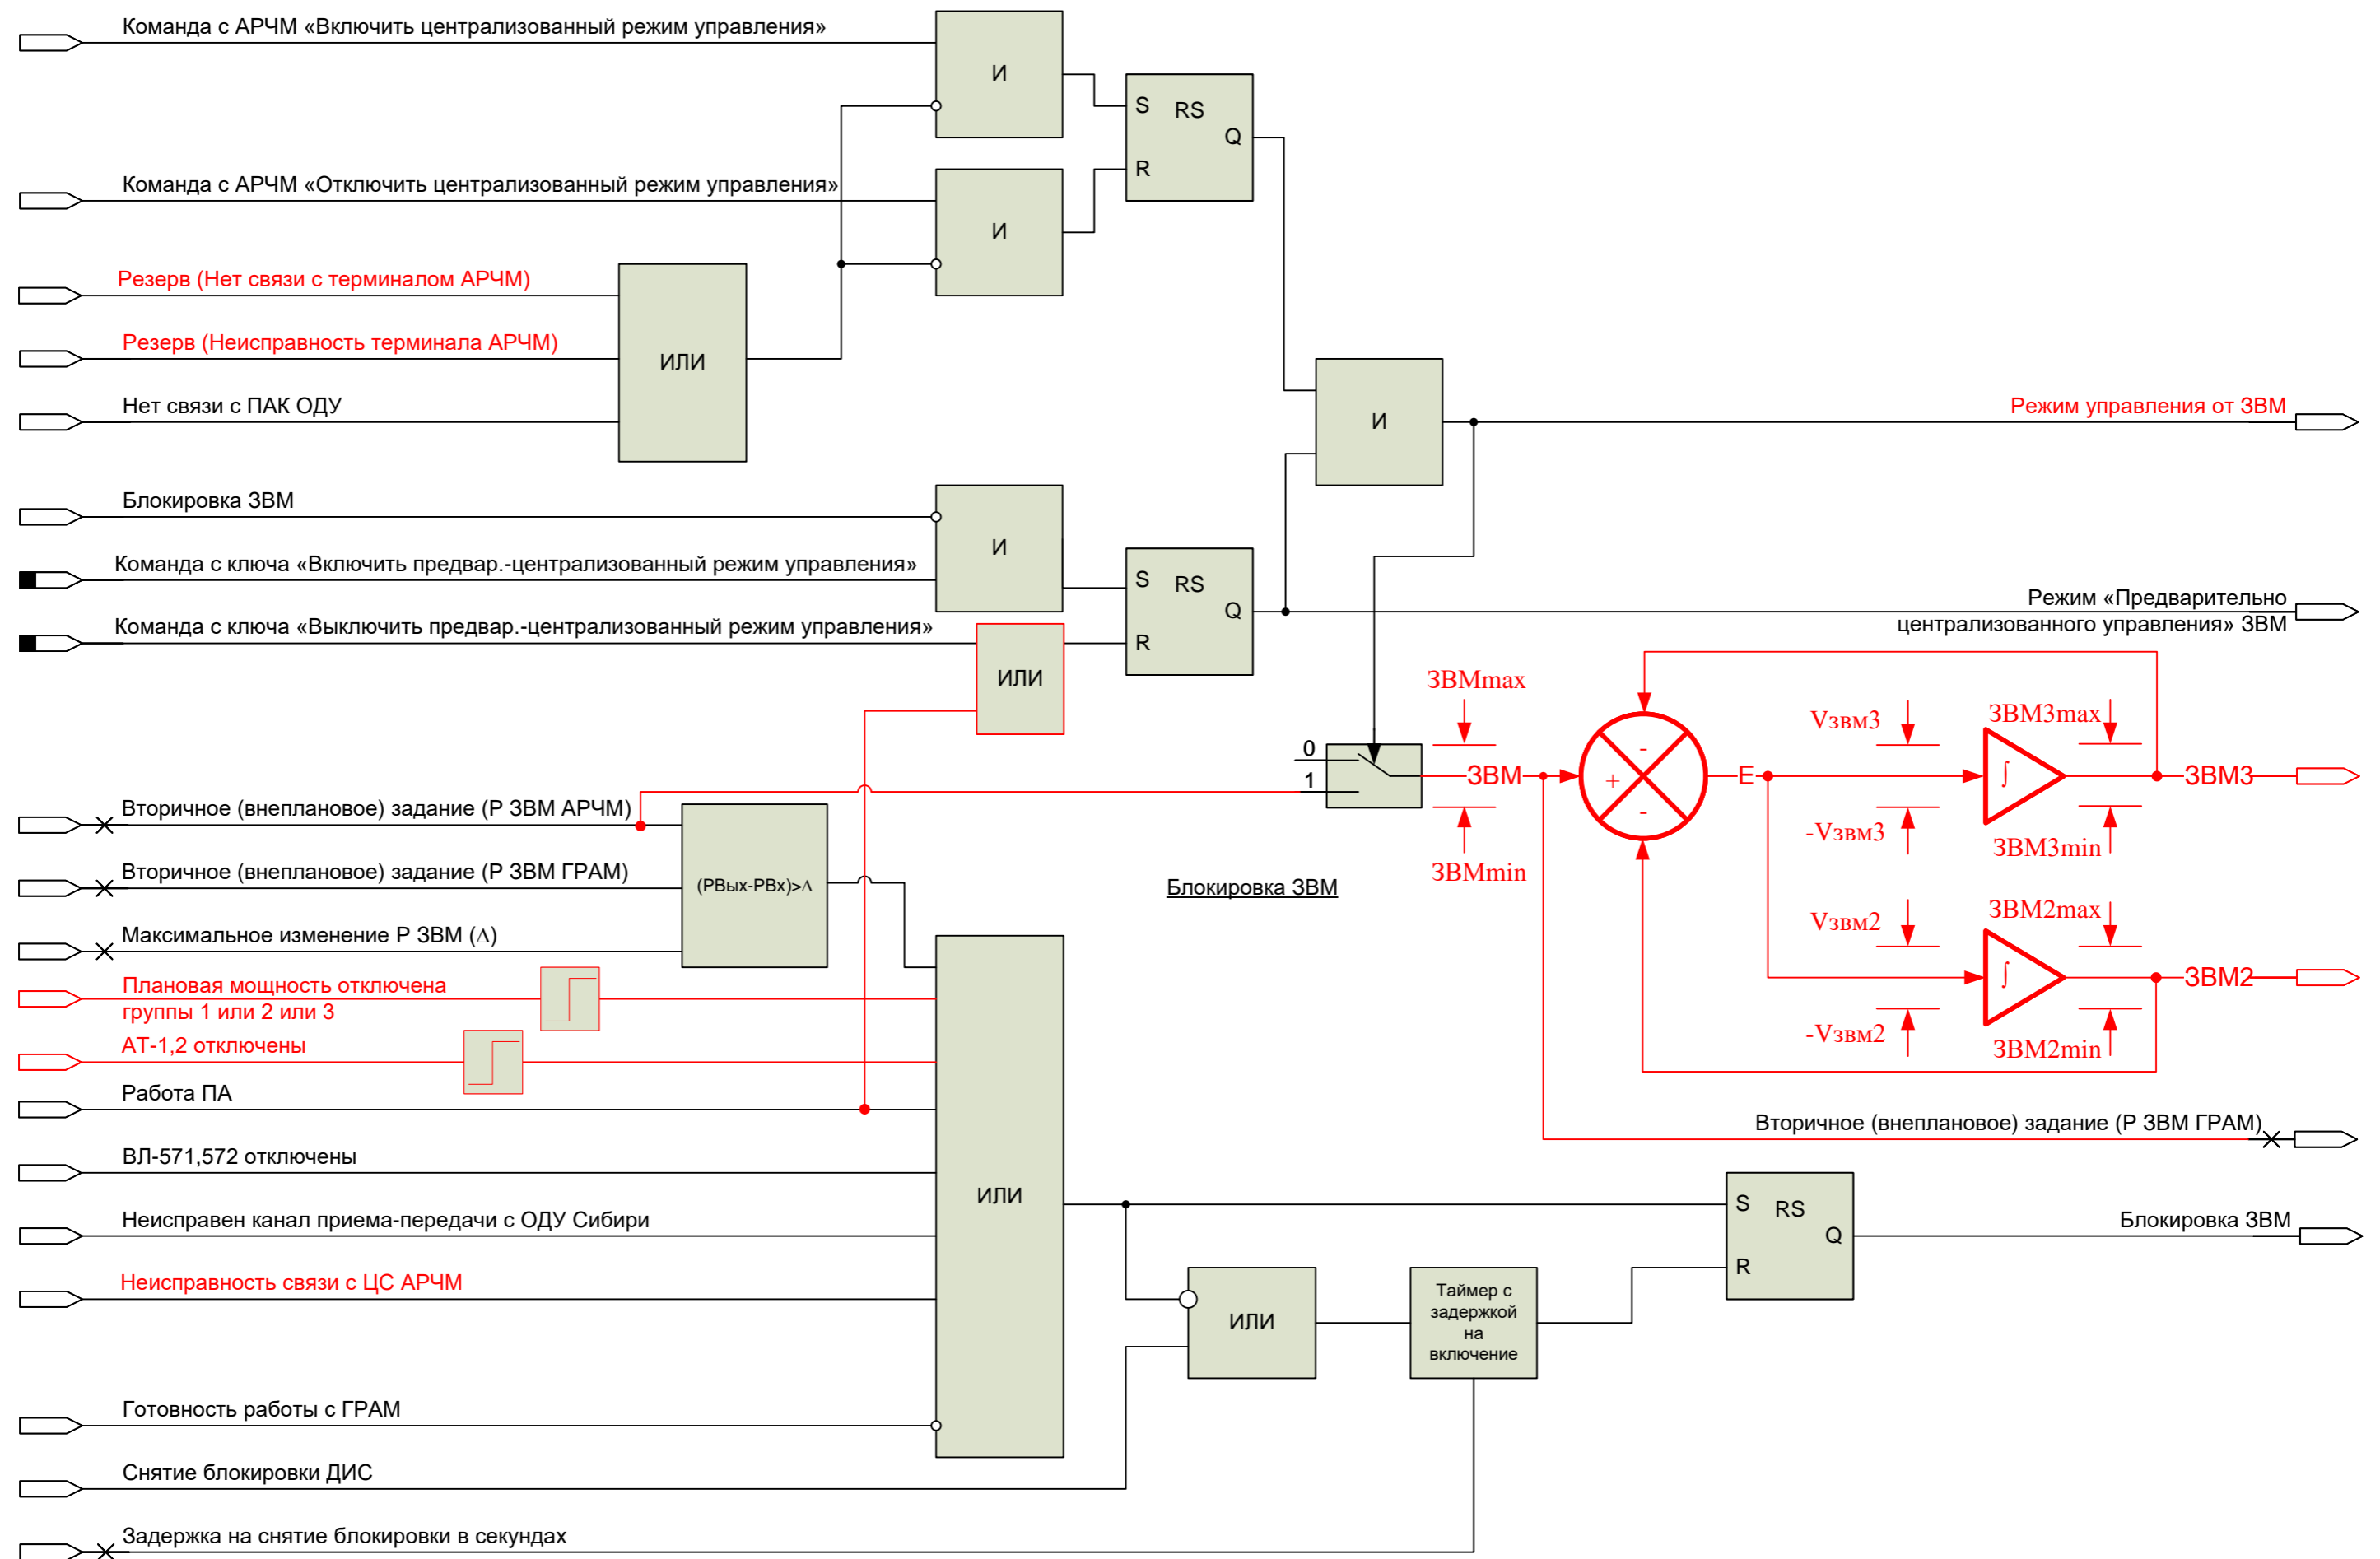 Команда с АРЧМ «Включить централизованный режим управления»
И
S RS
Q
R
Команда с АРЧМ «Отключить централизованный режим управления»
И
Резерв (Нет связи с терминалом АРЧМ)
Резерв (Неисправность терминала АРЧМ)
ИЛИ
Нет связи с ПАК ОДУ
И
Режим управления от ЗВМ
Блокировка ЗВМ
И
Команда с ключа «Включить предвар.-централизованный режим управления»
S RS
Q
R
Режим «Предварительно
централизованного управления» ЗВМ
Команда с ключа «Выключить предвар.-централизованный режим управления»
ИЛИ
ЗВМmax
0
1
ЗВМ
ЗВМmin
+
-
-
E
Vзвм3
-Vзвм3
ЗВМ3max
∫
ЗВМ3
ЗВМ3min
Vзвм2
-Vзвм2
ЗВМ2max
∫
ЗВМ2
ЗВМ2min
Вторичное (внеплановое) задание (Р ЗВМ АРЧМ)
Вторичное (внеплановое) задание (Р ЗВМ ГРАМ)
(РВых-РВх)>Δ
Блокировка ЗВМ
Максимальное изменение Р ЗВМ (Δ)
Плановая мощность отключена
группы 1 или 2 или 3
АТ-1,2 отключены
Работа ПА
Вторичное (внеплановое) задание (Р ЗВМ ГРАМ)
ВЛ-571,572 отключены
ИЛИ
S RS
Q
R
Блокировка ЗВМ
Неисправен канал приема-передачи с ОДУ Сибири
Неисправность связи с ЦС АРЧМ
ИЛИ
Таймер с
задержкой
на
включение
Готовность работы с ГРАМ
Снятие блокировки ДИС
Задержка на снятие блокировки в секундах